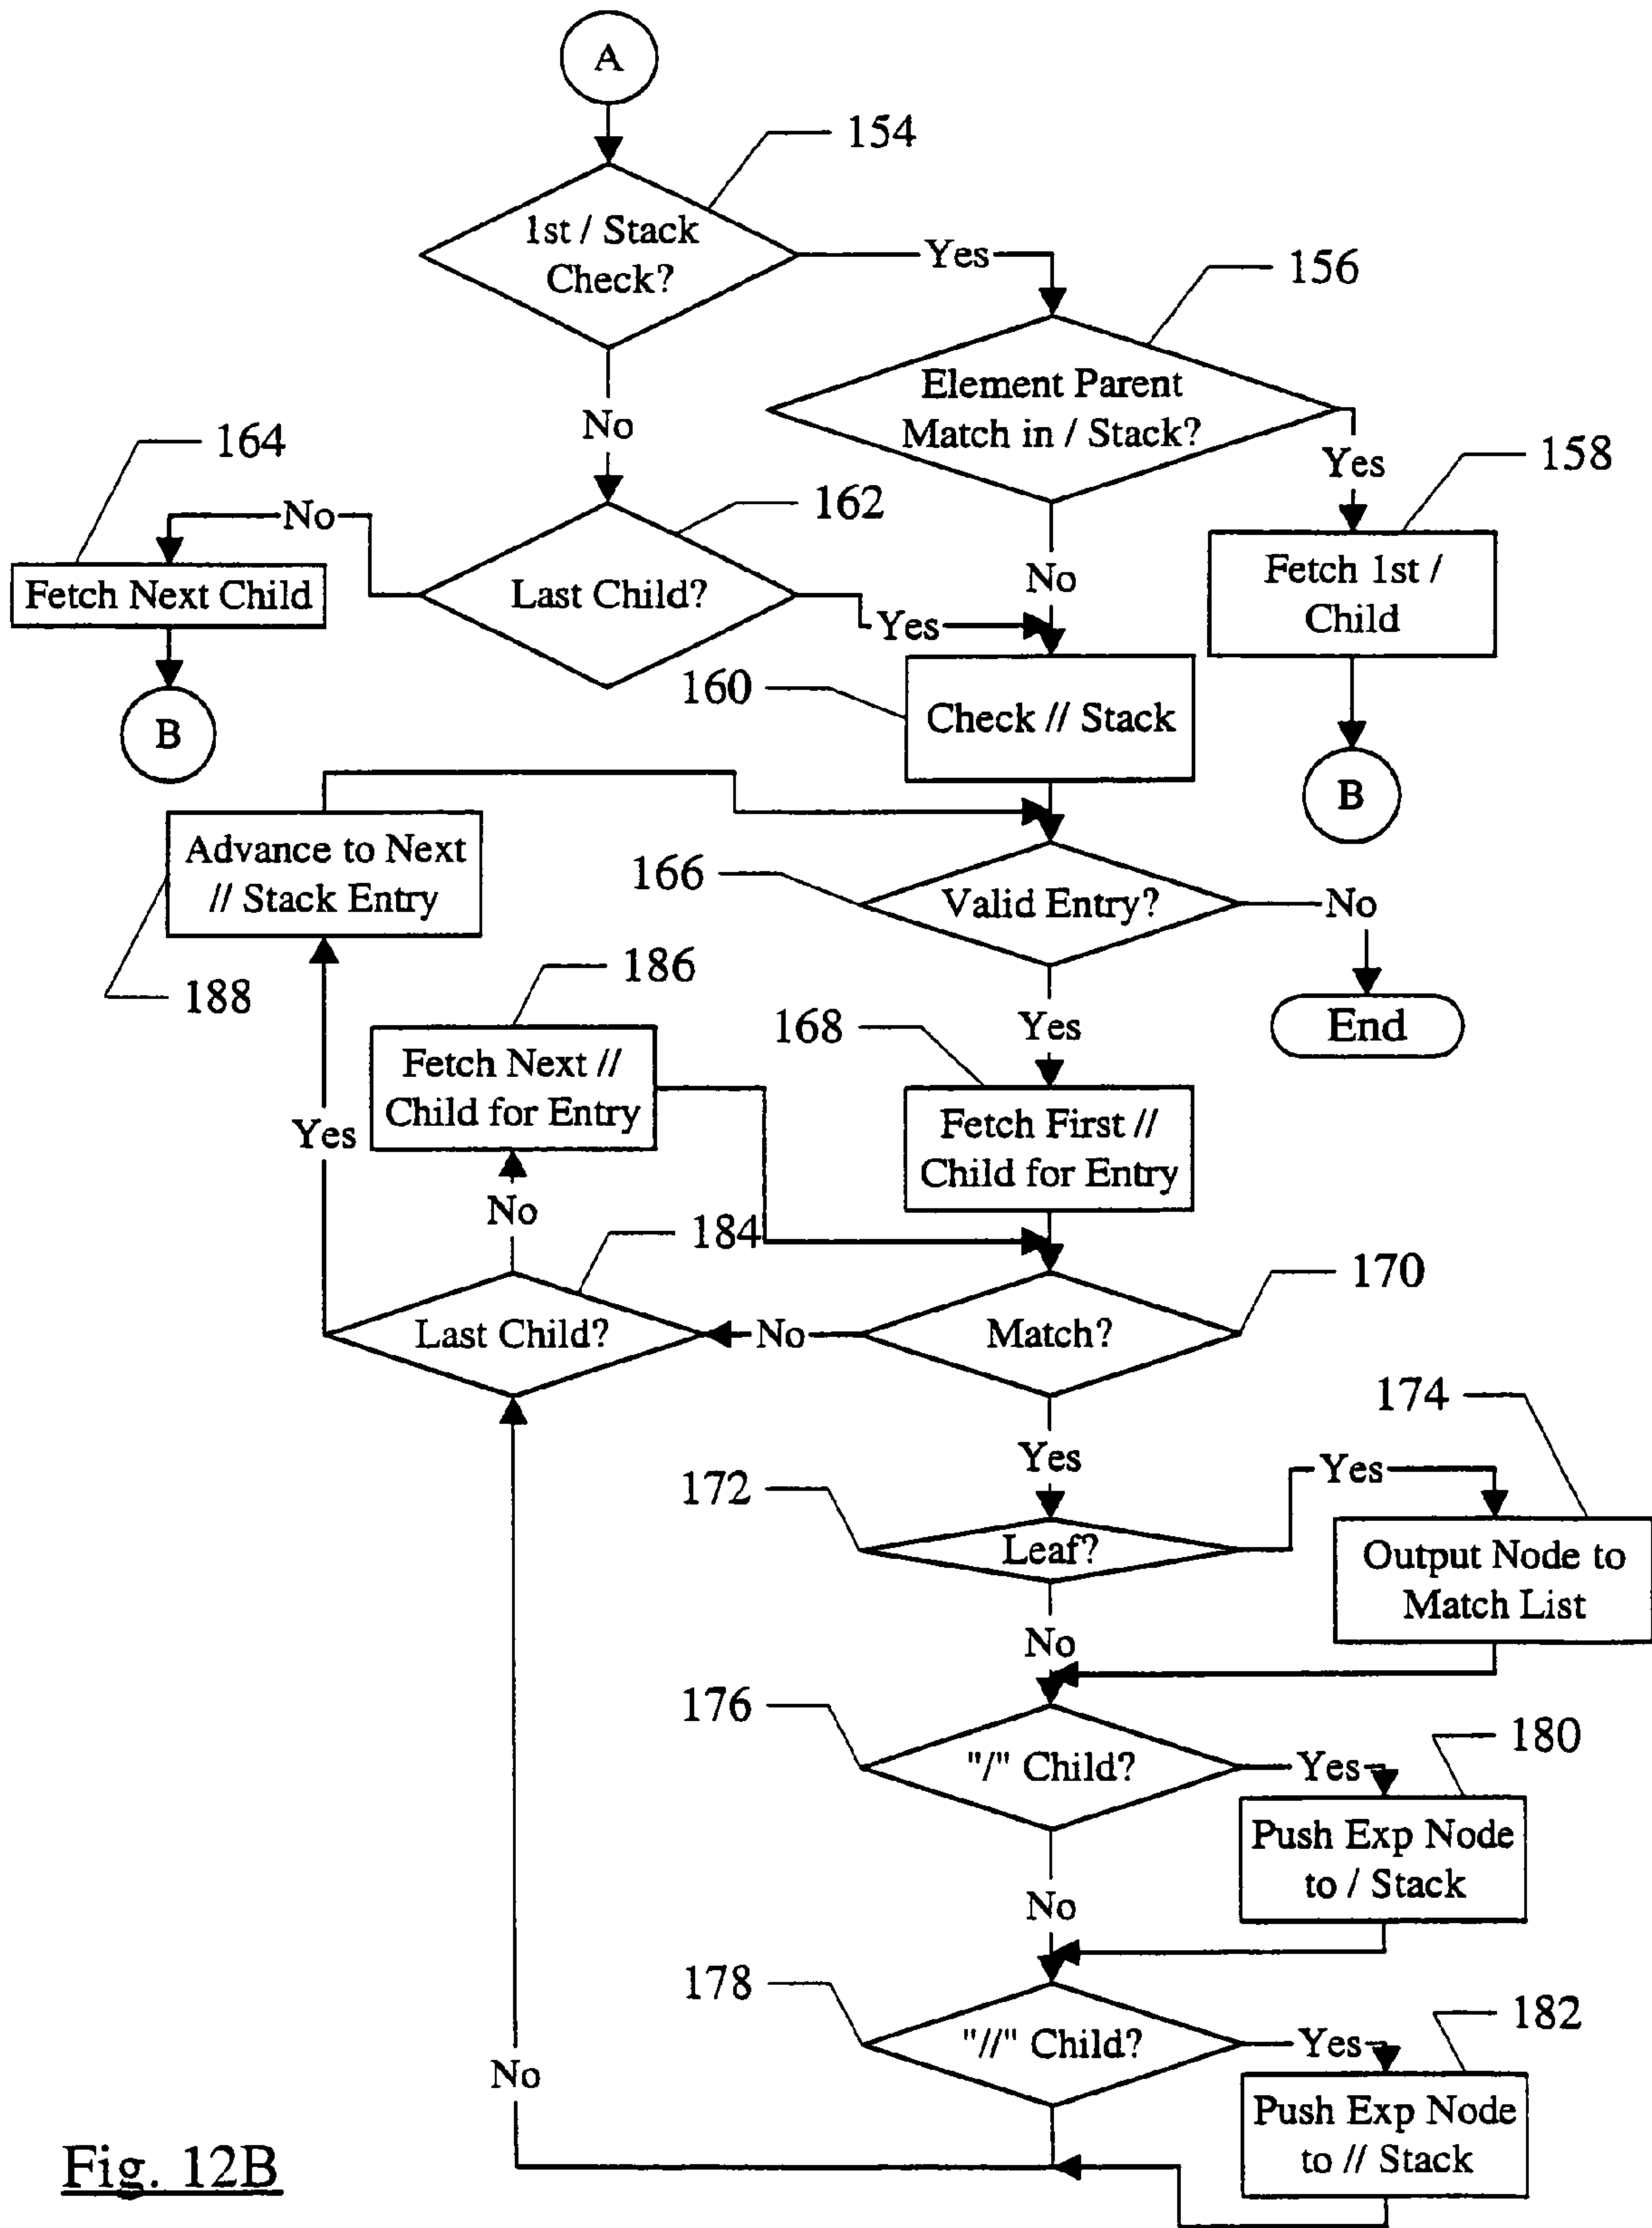 A
154
1st / Stack
Check?
Yes
156
Element Parent
Match in / Stack?
No
Yes
164
No
162
158
Fetch Next Child
Last Child?
No
Fetch 1st /
Child
Yes
160
Check // Stack
B
B
Advance to Next
// Stack Entry
188
166
Valid Entry?
No
End
186
Yes
168
Fetch Next //
Child for Entry
Fetch First //
Child for Entry
Yes
No
184
170
Last Child?
No
Match?
174
Yes
172
Leaf?
Yes
Output Node to
Match List
No
176
"/" Child?
Yes
180
Push Exp Node
to / Stack
No
178
"//" Child?
Yes
182
Push Exp Node
to // Stack
No
Fig. 12B